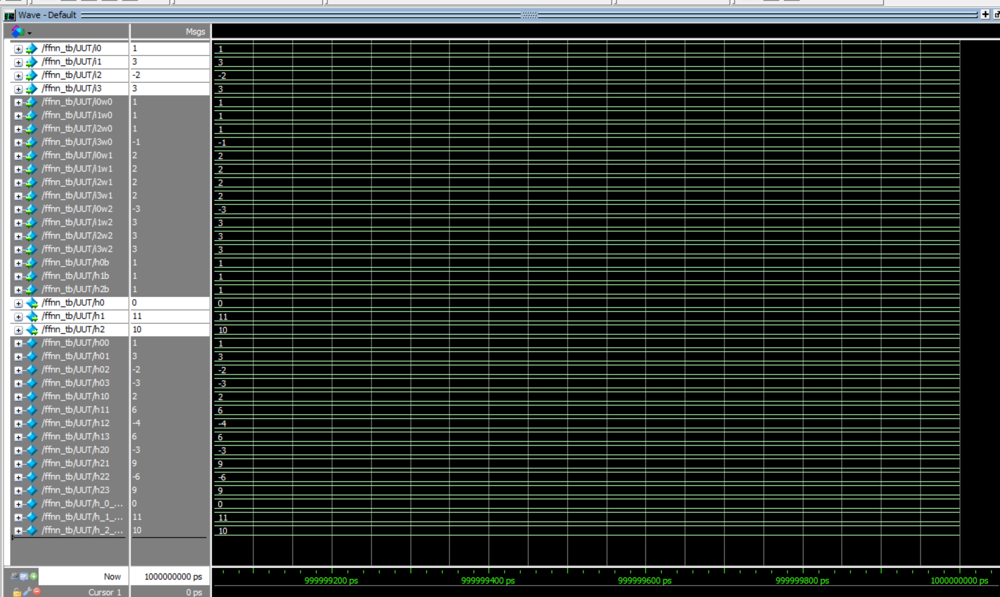 Wave - Default
Msgs
/ffnn_tb/UUT/i0 1 1
/ffnn_tb/UUT/i1 3 3
/ffnn_tb/UUT/i2 -2 -2
/ffnn_tb/UUT/i3 3 3
/ffnn_tb/UUT/i0w0 1 1
/ffnn_tb/UUT/i1w0 1 1
/ffnn_tb/UUT/i2w0 1 1
/ffnn_tb/UUT/i3w0 -1 -1
/ffnn_tb/UUT/i0w1 2 2
/ffnn_tb/UUT/i1w1 2 2
/ffnn_tb/UUT/i2w1 2 2
/ffnn_tb/UUT/i3w1 2 2
/ffnn_tb/UUT/i0w2 -3 -3
/ffnn_tb/UUT/i1w2 3 3
/ffnn_tb/UUT/i2w2 3 3
/ffnn_tb/UUT/i3w2 3 3
/ffnn_tb/UUT/h0b 1 1
/ffnn_tb/UUT/h1b 1 1
/ffnn_tb/UUT/h2b 1 1
/ffnn_tb/UUT/h0 0 0
/ffnn_tb/UUT/h1 11 11
/ffnn_tb/UUT/h2 10 10
/ffnn_tb/UUT/h00 1 1
/ffnn_tb/UUT/h01 3 3
/ffnn_tb/UUT/h02 -2 -2
/ffnn_tb/UUT/h03 -3 -3
/ffnn_tb/UUT/h10 2 2
/ffnn_tb/UUT/h11 6 6
/ffnn_tb/UUT/h12 -4 -4
/ffnn_tb/UUT/h13 6 6
/ffnn_tb/UUT/h20 -3 -3
/ffnn_tb/UUT/h21 9 9
/ffnn_tb/UUT/h22 -6 -6
/ffnn_tb/UUT/h23 9 9
/ffnn_tb/UUT/h_0_... 0 0
/ffnn_tb/UUT/h_1_... 11 11
/ffnn_tb/UUT/h_2_... 10 10
Now 1000000000 ps
999999200 ps 999999400 ps 999999600 ps 999999800 ps 1000000000 ps
Cursor 1 0 ps